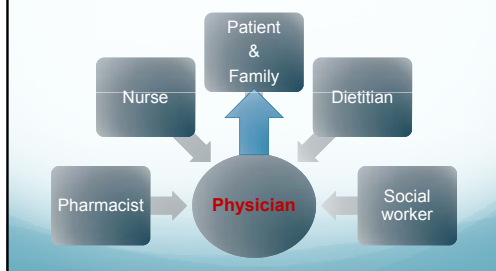 Patient
&
Family
Nurse
Dietitian
Pharmacist
Physician
Social
worker